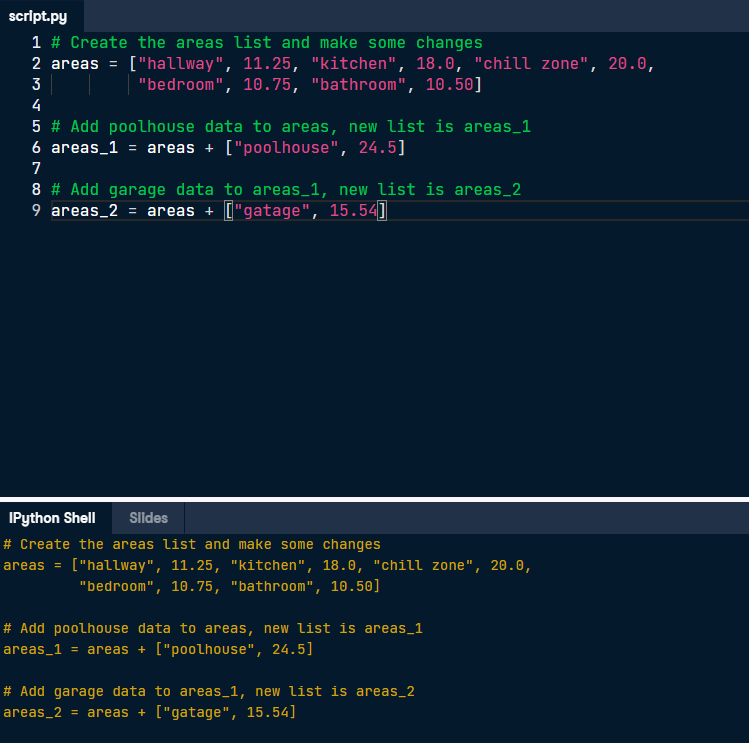 script.py
1 # Create the areas list and make some changes
2 areas = ["hallway", 11.25, "kitchen", 18.0, "chill zone", 20.0,
3          "bedroom", 10.75, "bathroom", 10.50]
4
5 # Add poolhouse data to areas, new list is areas_1
6 areas_1 = areas + ["poolhouse", 24.5]
7
8 # Add garage data to areas_1, new list is areas_2
9 areas_2 = areas + ["gatage", 15.54]
IPython Shell Slides
# Create the areas list and make some changes
areas = ["hallway", 11.25, "kitchen", 18.0, "chill zone", 20.0,
         "bedroom", 10.75, "bathroom", 10.50]
# Add poolhouse data to areas, new list is areas_1
areas_1 = areas + ["poolhouse", 24.5]
# Add garage data to areas_1, new list is areas_2
areas_2 = areas + ["gatage", 15.54]